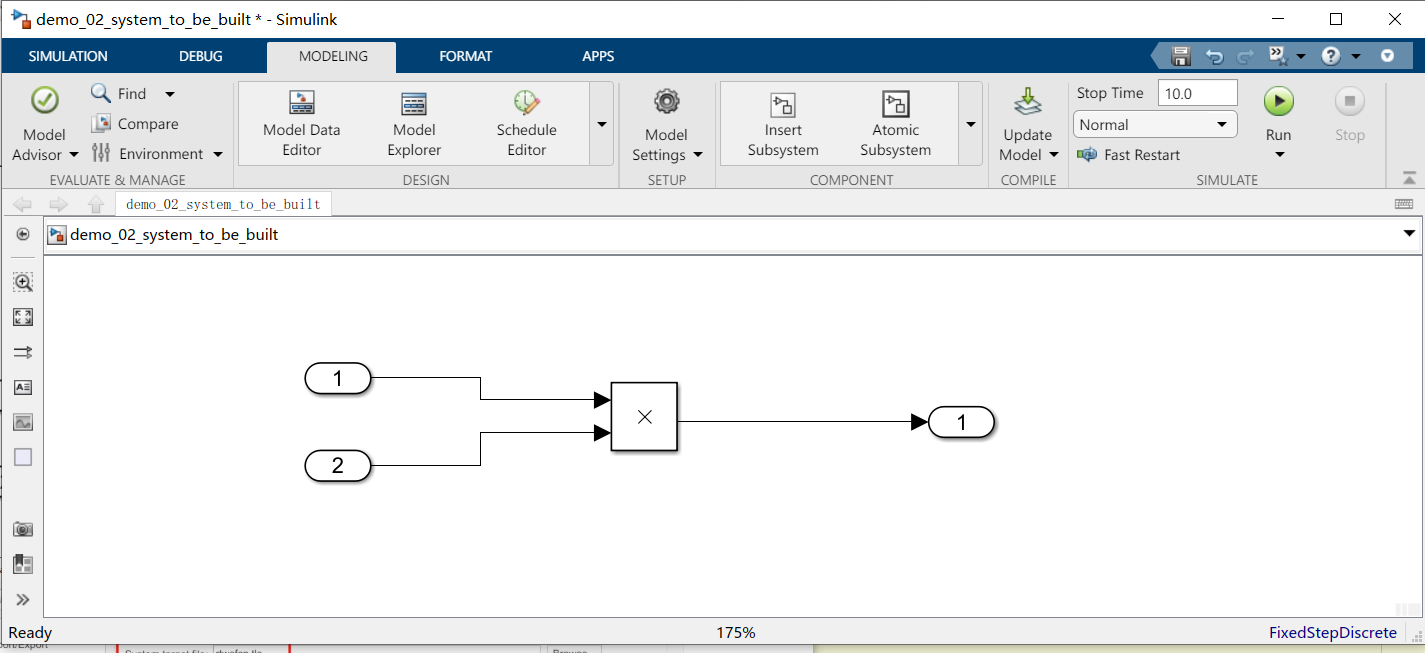 demo_02_system_to_be_built * - Simulink
SIMULATION DEBUG MODELING FORMAT APPS
Model Advisor
Find
Compare
Environment
EVALUATE & MANAGE
Model Data Editor
Model Explorer
Schedule Editor
DESIGN
Model Settings
SETUP
Insert Subsystem
Atomic Subsystem
COMPONENT
Update Model
COMPILE
Stop Time 10.0
Normal
Fast Restart
Run
Stop
SIMULATE
demo_02_system_to_be_built
demo_02_system_to_be_built
1
2
×
1
Ready 175% FixedStepDiscrete